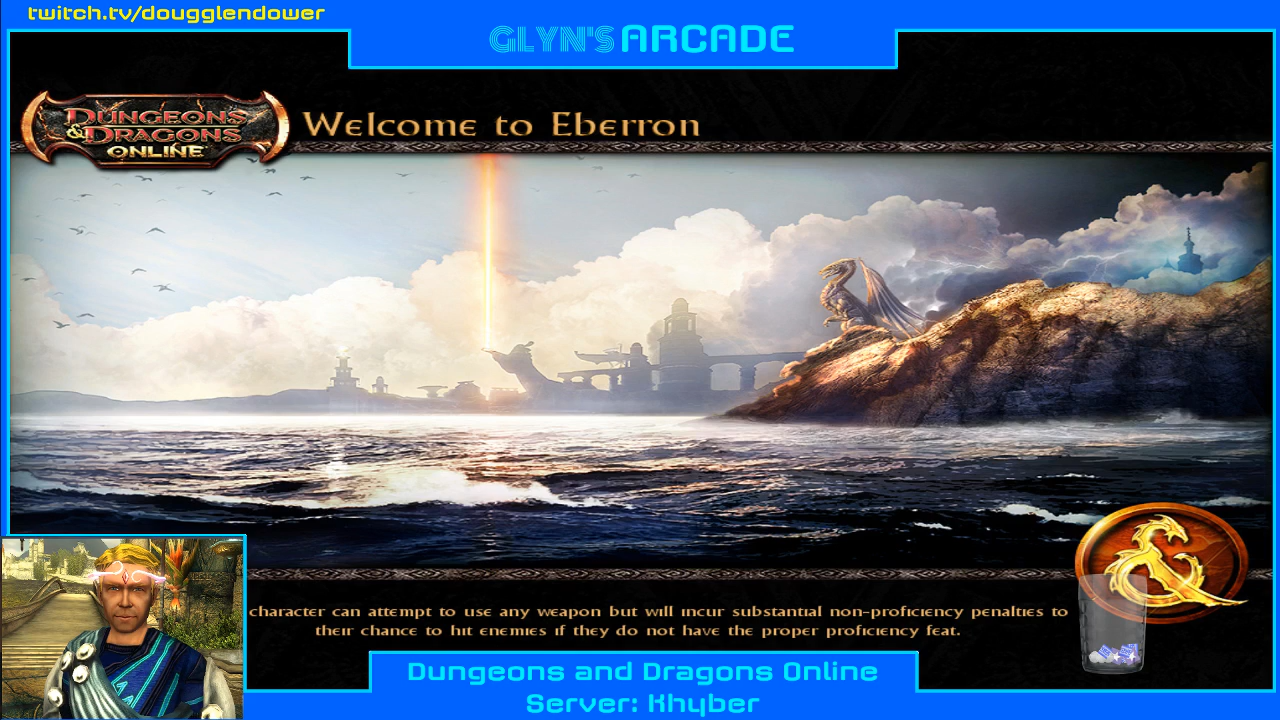 twitch.tv/dougglendower
GLYN'S ARCADE
DUNGEONS
& DRAGONS
ONLINE
Welcome to Eberron
character can attempt to use any weapon but will incur substantial non-proficiency penalties to
their chance to hit enemies if they do not have the proper proficiency feat.
Dungeons and Dragons Online
Server: Khyber